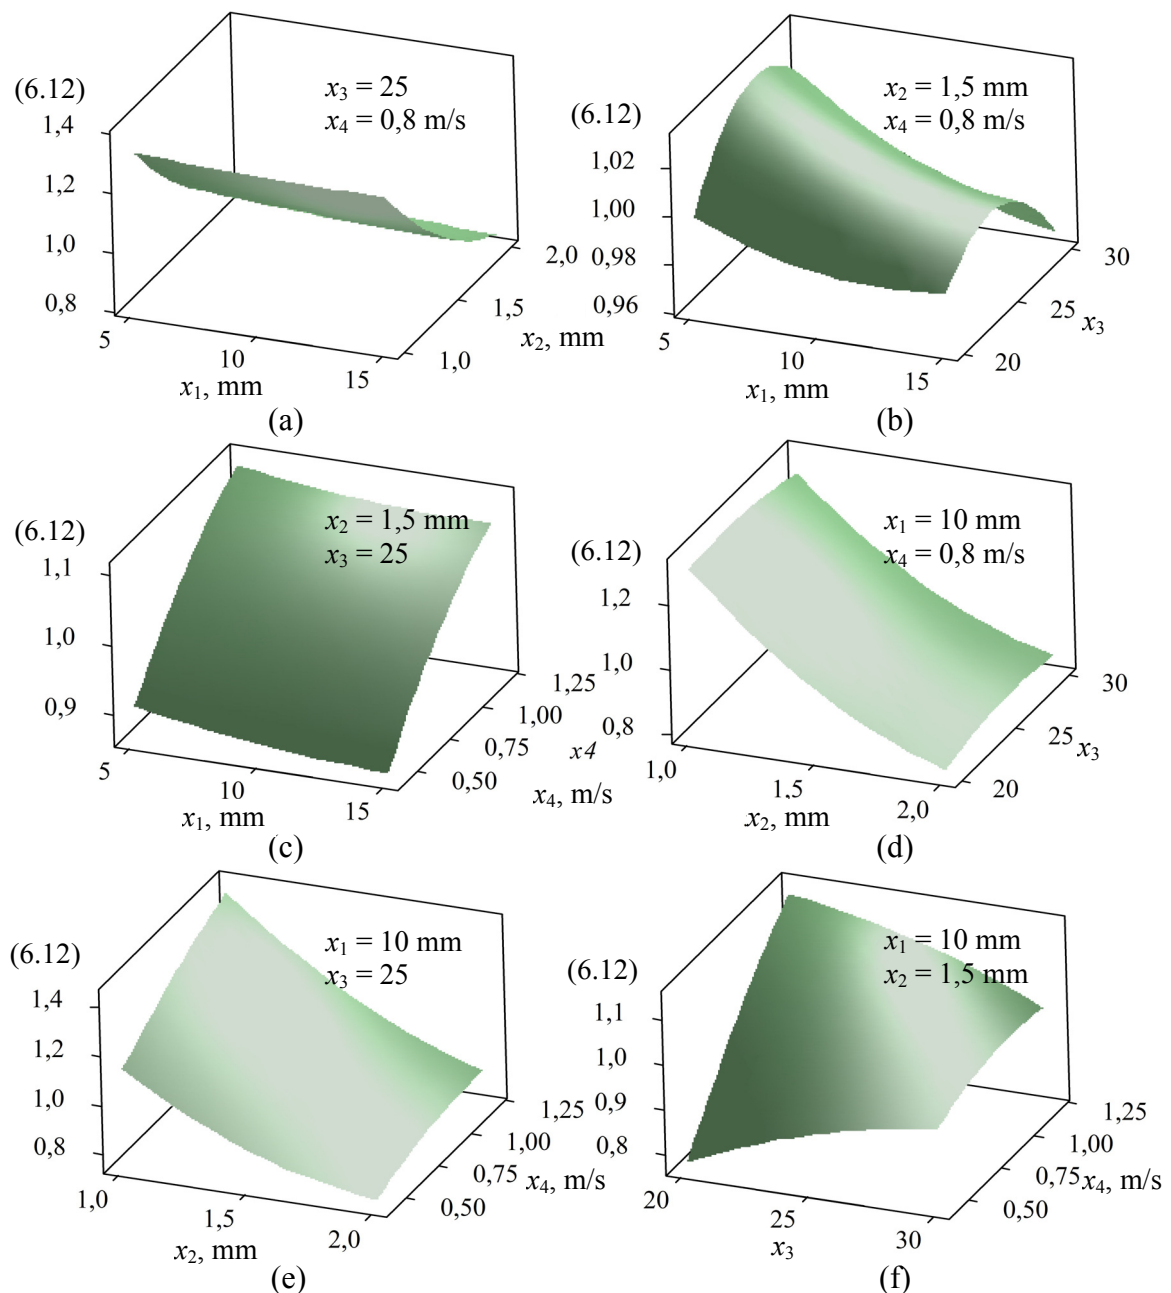 (6.12)
x3 = 25
x4 = 0,8 m/s
1,4
1,2
1,0
0,8
5
10
15
x1, mm
1,0
1,5
2,0
x2, mm
(a)
(6.12)
x2 = 1,5 mm
x4 = 0,8 m/s
1,02
1,00
0,98
0,96
5
10
15
x1, mm
20
25
30
x3
(b)
(6.12)
x2 = 1,5 mm
x3 = 25
1,1
1,0
0,9
5
10
15
x1, mm
0,50
0,75
1,00
1,25
x4
x4, m/s
(c)
(6.12)
x1 = 10 mm
x4 = 0,8 m/s
1,2
1,0
0,8
1,0
1,5
2,0
x2, mm
20
25
30
x3
(d)
(6.12)
x1 = 10 mm
x3 = 25
1,4
1,2
1,0
0,8
1,0
1,5
2,0
x2, mm
0,50
0,75
1,00
1,25
x4, m/s
(e)
(6.12)
x1 = 10 mm
x2 = 1,5 mm
1,1
1,0
0,9
0,8
20
25
30
x3
0,50
0,75
1,00
1,25
x4, m/s
(f)